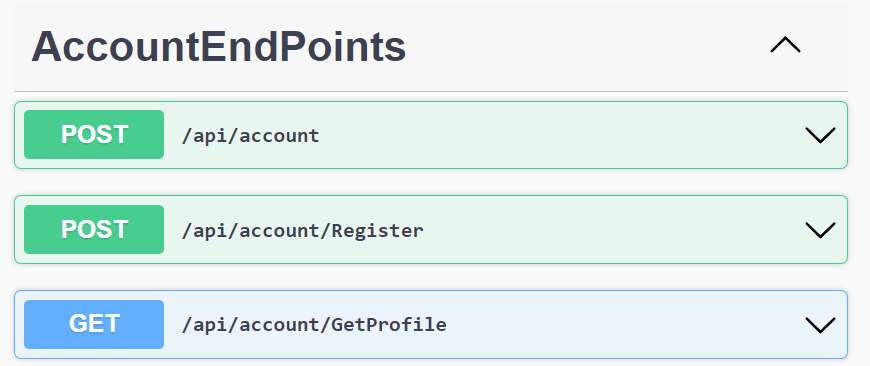 AccountEndPoints
POST /api/account
POST /api/account/Register
GET /api/account/GetProfile